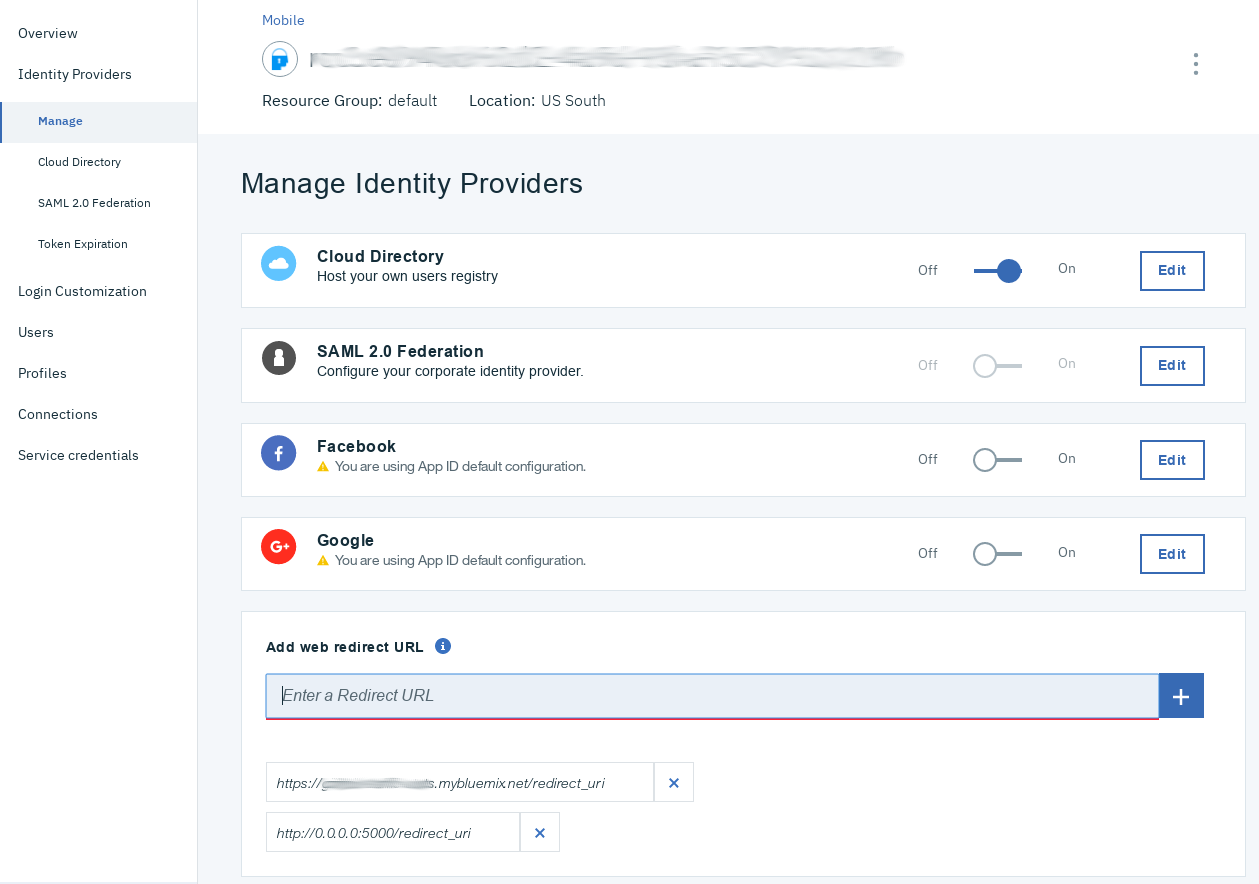 Overview
Identity Providers
Manage
Cloud Directory
SAML 2.0 Federation
Token Expiration
Login Customization
Users
Profiles
Connections
Service credentials
Mobile
Resource Group: default Location: US South
Manage Identity Providers
Cloud Directory
Host your own users registry
Off On Edit
SAML 2.0 Federation
Configure your corporate identity provider.
Off On Edit
Facebook
You are using App ID default configuration.
Off On Edit
Google
You are using App ID default configuration.
Off On Edit
Add web redirect URL
Enter a Redirect URL
https:// .mybluemix.net/redirect_uri
http://0.0.0.0:5000/redirect_uri